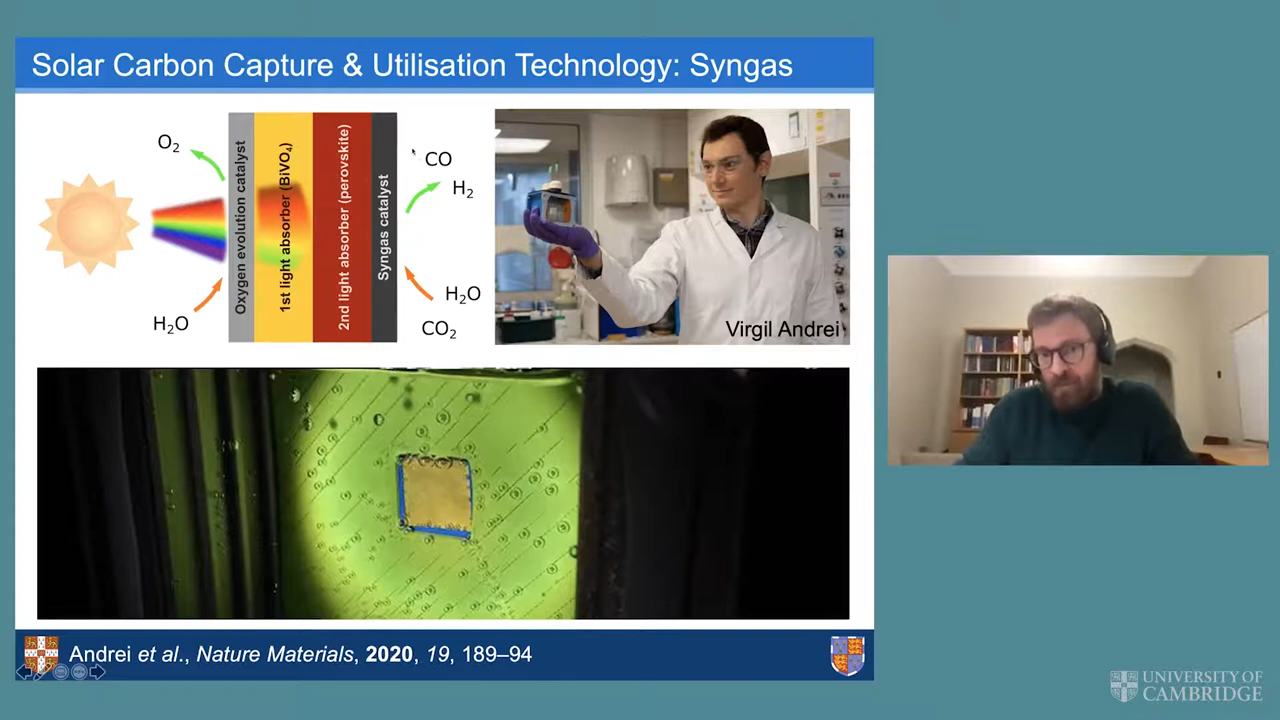 Solar Carbon Capture & Utilisation Technology: Syngas
O₂
H₂O
Oxygen evolution catalyst
1st light absorber (BiVO₄)
2nd light absorber (perovskite)
Syngas catalyst
CO
H₂
H₂O
CO₂
Virgil Andrei
Andrei et al., Nature Materials, 2020, 19, 189–94
UNIVERSITY OF
CAMBRIDGE